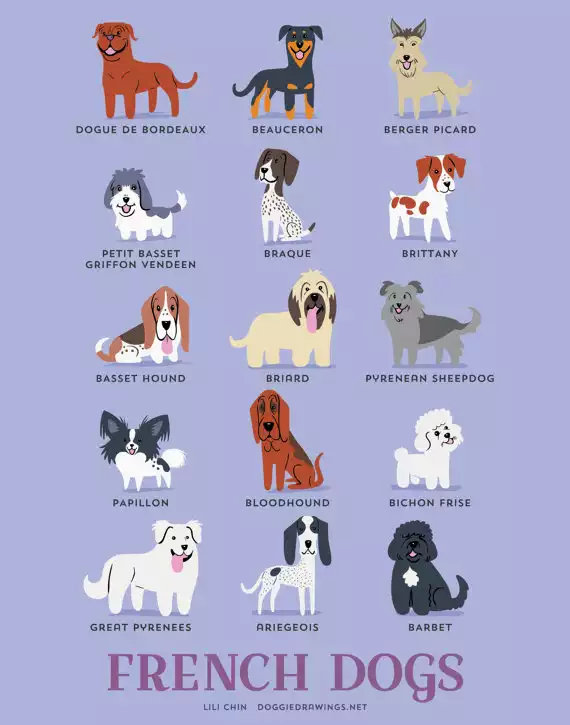 DOGUE DE BORDEAUX
BEAUCERON
BERGER PICARD
PETIT BASSET
GRIFFON VENDEEN
BRAQUE
BRITTANY
BASSET HOUND
BRIARD
PYRENEAN SHEEPDOG
PAPILLON
BLOODHOUND
BICHON FRISE
GREAT PYRENEES
ARIEGEOIS
BARBET
FRENCH DOGS
LILI CHIN DOGGIEDRAWINGS.NET